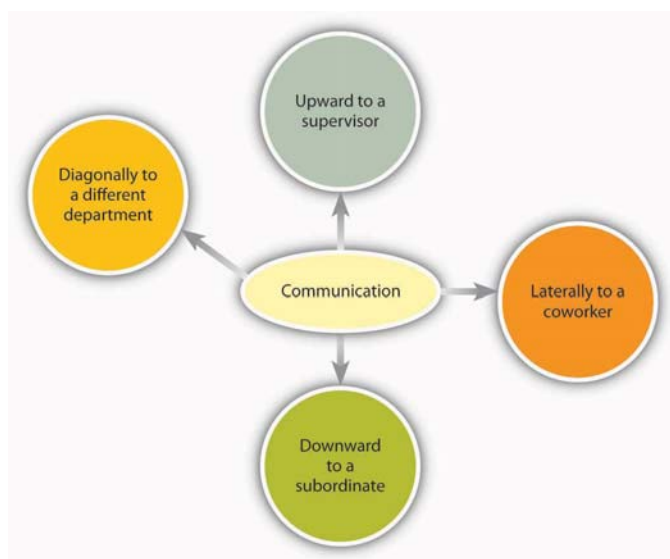 Upward to a
supervisor
Diagonally to
a different
department
Communication
Laterally to a
coworker
Downward
to a
subordinate